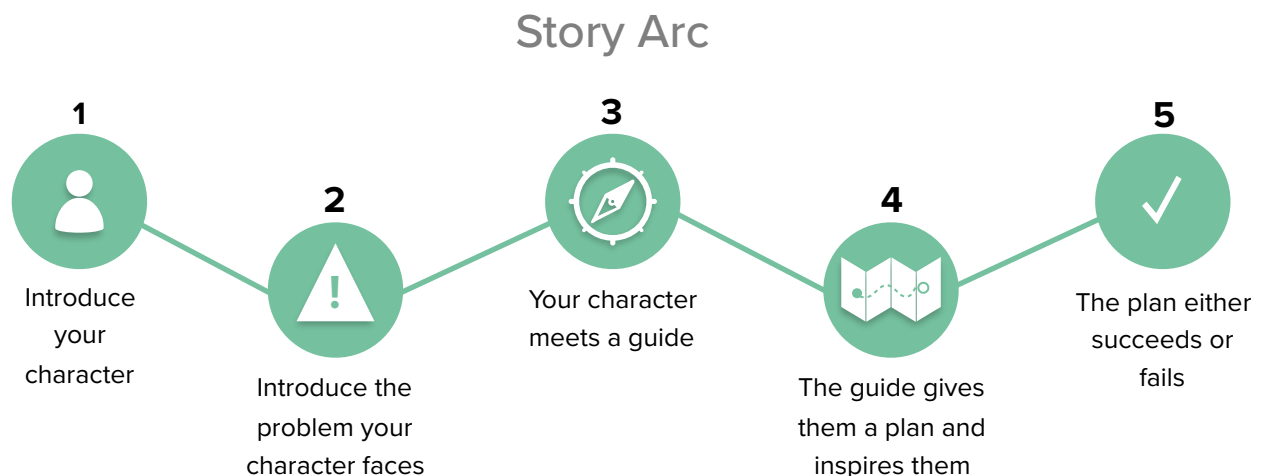 Story Arc
1
Introduce
your
character
2
!
Introduce the
problem your
character faces
3
Your character
meets a guide
4
The guide gives
them a plan and
inspires them
5
The plan either
succeeds or
fails